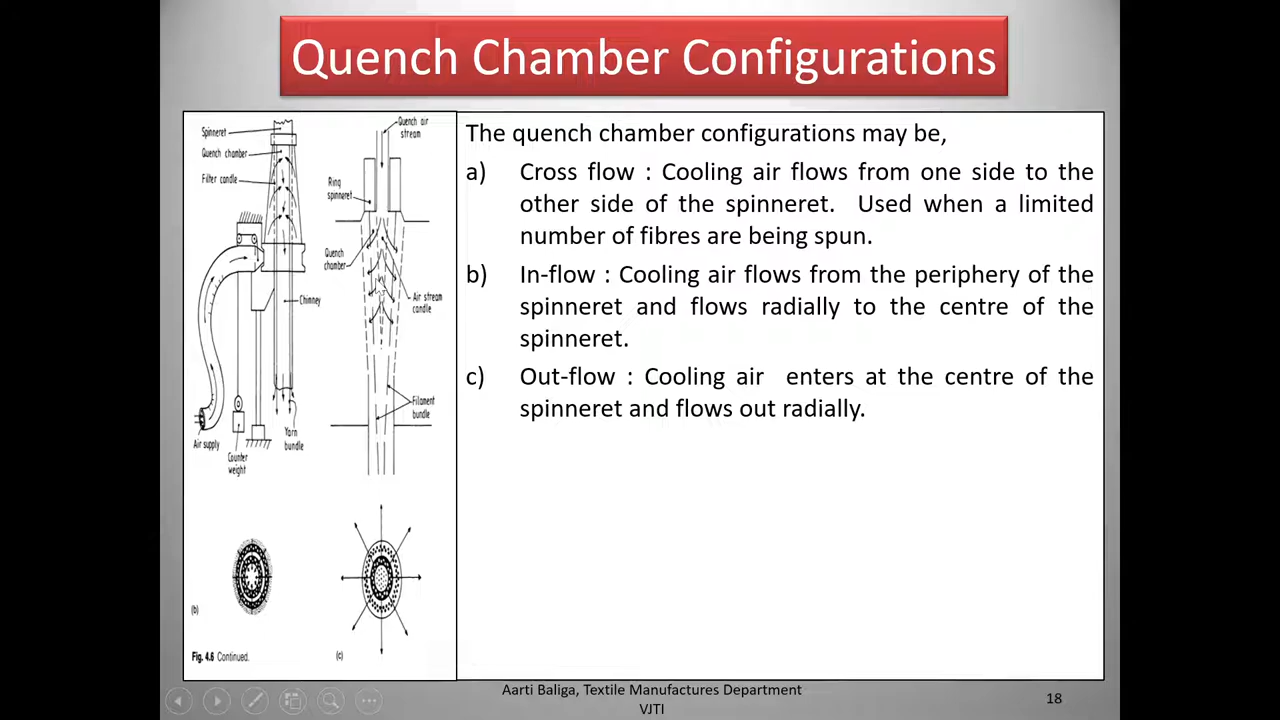 Quench Chamber Configurations
Spinneret
Quench chamber
Filter candle
Chimney
Air supply
Counter
weight
Yarn
bundle
Quench air
stream
Ring
spinneret
Quench
chamber
Air stream
candle
Filament
bundle
(b)
(c)
Fig. 4.6 Continued.
The quench chamber configurations may be,
a) Cross flow : Cooling air flows from one side to the
other side of the spinneret. Used when a limited
number of fibres are being spun.
b) In-flow : Cooling air flows from the periphery of the
spinneret and flows radially to the centre of the
spinneret.
c) Out-flow : Cooling air enters at the centre of the
spinneret and flows out radially.
Aarti Baliga, Textile Manufactures Department
VJTI
18